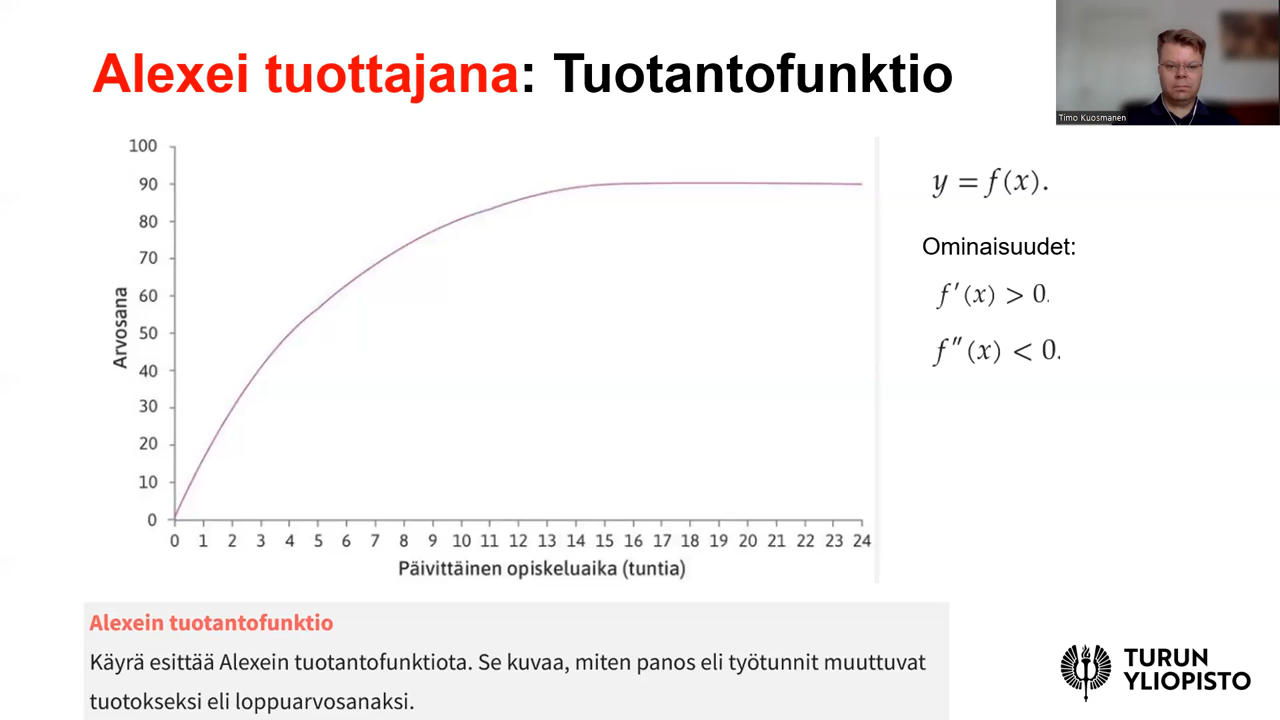 Alexei tuottajana: Tuotantofunktio
Timo Kuosmanen
100
90
80
70
60
50
40
30
20
10
0
Arvosana
0 1 2 3 4 5 6 7 8 9 10 11 12 13 14 15 16 17 18 19 20 21 22 23 24
Päivittäinen opiskeluaika (tuntia)
y = f(x).
Ominaisuudet:
f′(x) > 0.
f″(x) < 0.
Alexein tuotantofunktio
Käyrä esittää Alexein tuotantofunktiota. Se kuvaa, miten panos eli työtunnit muuttuvat
tuotokseksi eli loppuarvosanaksi.
TURUN
YLIOPISTO